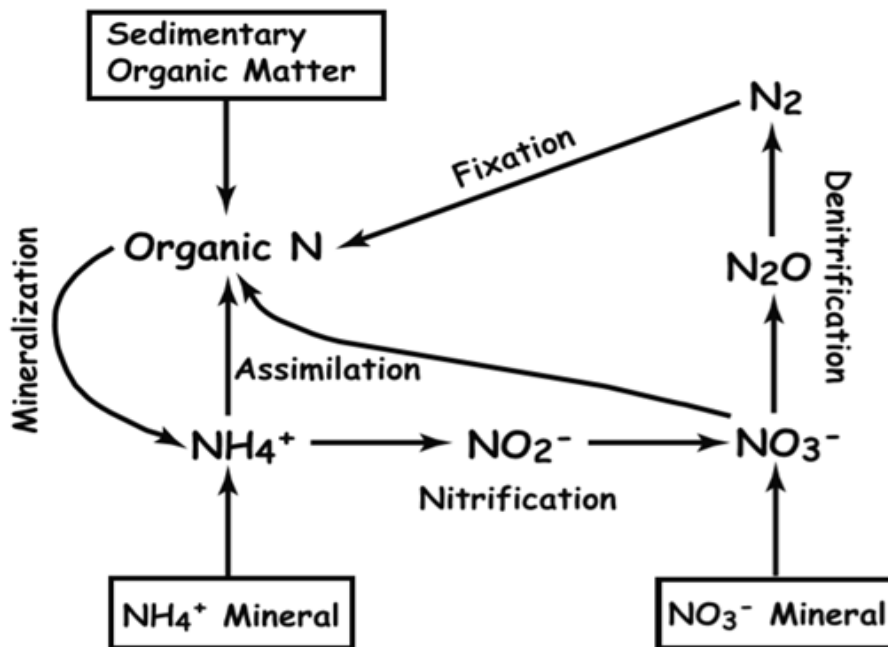 Sedimentary
Organic Matter
N₂
Fixation
Denitrification
Organic N
N₂O
Mineralization
Assimilation
NH₄⁺
NO₂⁻
NO₃⁻
Nitrification
NH₄⁺ Mineral
NO₃⁻ Mineral